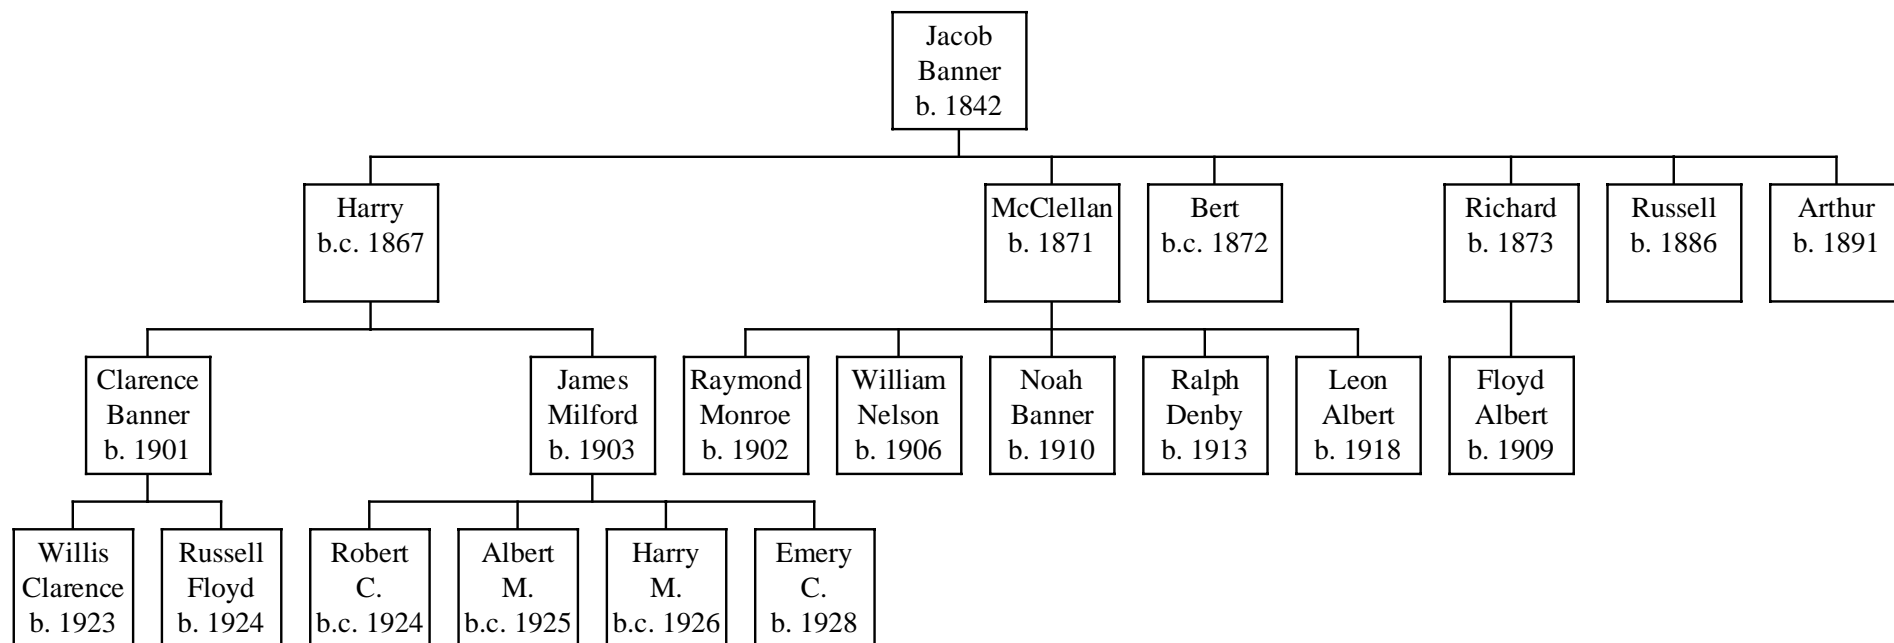 Jacob
Banner
b. 1842
Harry
b.c. 1867
McClellan
b. 1871
Bert
b.c. 1872
Richard
b. 1873
Russell
b. 1886
Arthur
b. 1891
Clarence
Banner
b. 1901
James
Milford
b. 1903
Raymond
Monroe
b. 1902
William
Nelson
b. 1906
Noah
Banner
b. 1910
Ralph
Denby
b. 1913
Leon
Albert
b. 1918
Floyd
Albert
b. 1909
Willis
Clarence
b. 1923
Russell
Floyd
b. 1924
Robert
C.
b.c. 1924
Albert
M.
b.c. 1925
Harry
M.
b.c. 1926
Emery
C.
b. 1928